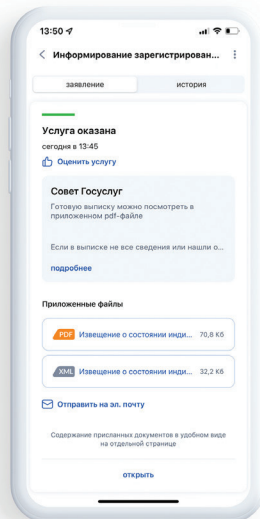 13:50
Информирование зарегистрирован...
заявление
история
Услуга оказана
сегодня в 13:45
Оценить услугу
Совет Госуслуг
Готовую выписку можно посмотреть в
приложенном pdf-файле
Если в выписке не все сведения или нашли о...
подробнее
Приложенные файлы
PDF Извещение о состоянии инди... 70,6 Кб
XML Извещение о состоянии инди... 32,2 Кб
Отправить на эл. почту
Содержание присланных документов в удобном виде
на отдельной странице
открыть